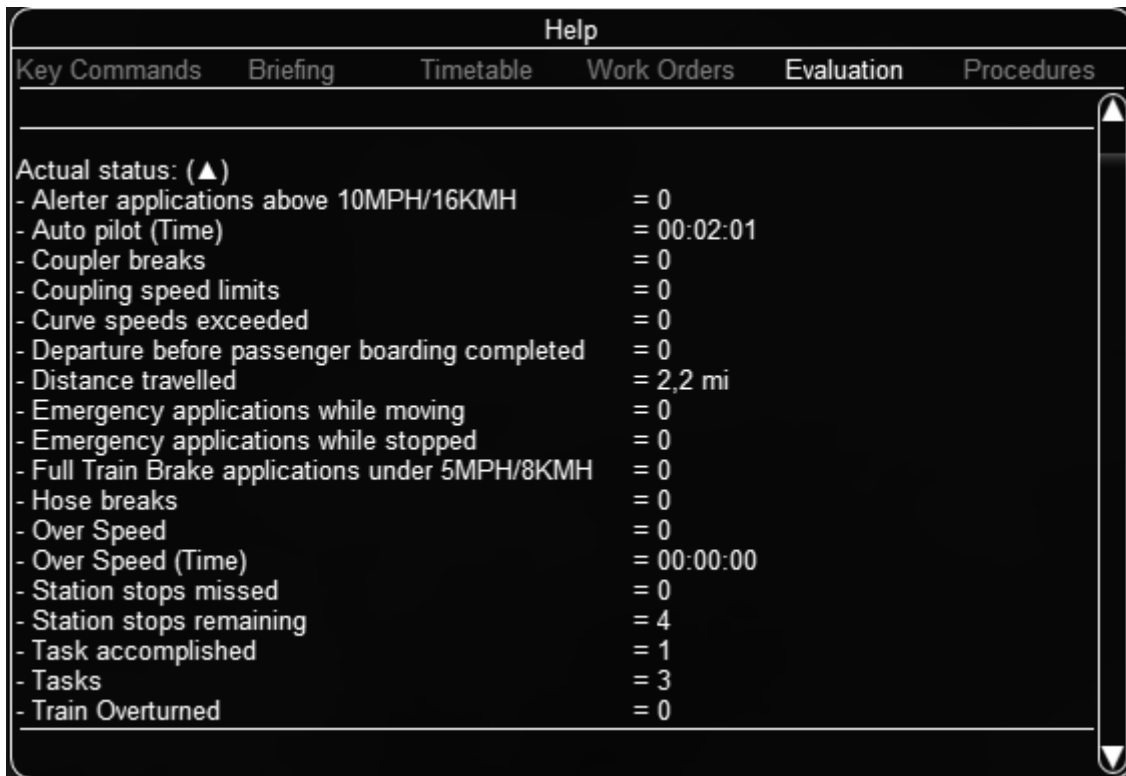 Help
Key Commands Briefing Timetable Work Orders Evaluation Procedures
Actual status: (▲)
- Alerter applications above 10MPH/16KMH = 0
- Auto pilot (Time) = 00:02:01
- Coupler breaks = 0
- Coupling speed limits = 0
- Curve speeds exceeded = 0
- Departure before passenger boarding completed = 0
- Distance travelled = 2,2 mi
- Emergency applications while moving = 0
- Emergency applications while stopped = 0
- Full Train Brake applications under 5MPH/8KMH = 0
- Hose breaks = 0
- Over Speed = 0
- Over Speed (Time) = 00:00:00
- Station stops missed = 0
- Station stops remaining = 4
- Task accomplished = 1
- Tasks = 3
- Train Overturned = 0